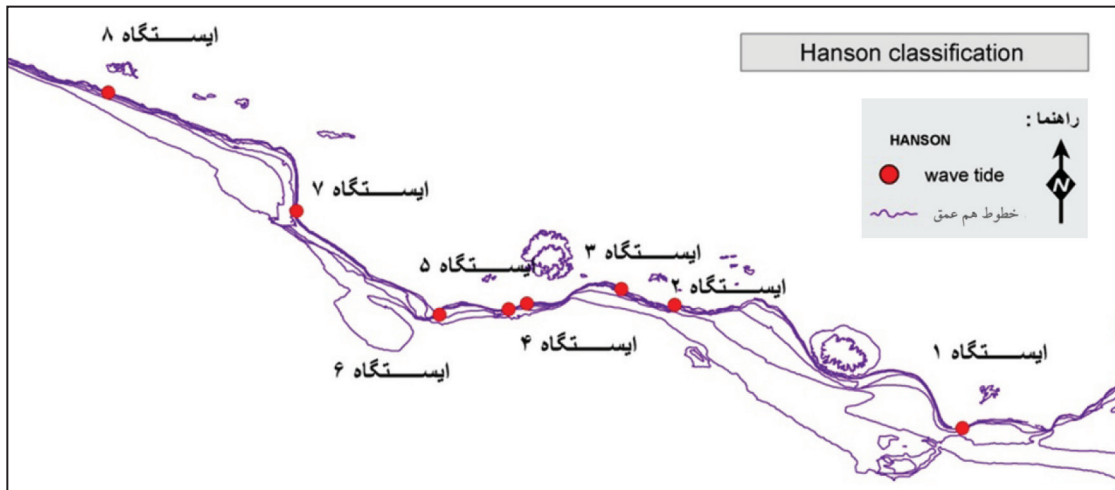 ایستگاه ۸
Hanson classification
راهنما :
HANSON
wave tide
N
خطوط هم عمق
ایستگاه ۷
ایستگاه ۳
ایستگاه ۵
ایستگاه ۲
ایستگاه ۴
ایستگاه ۱
ایستگاه ۶